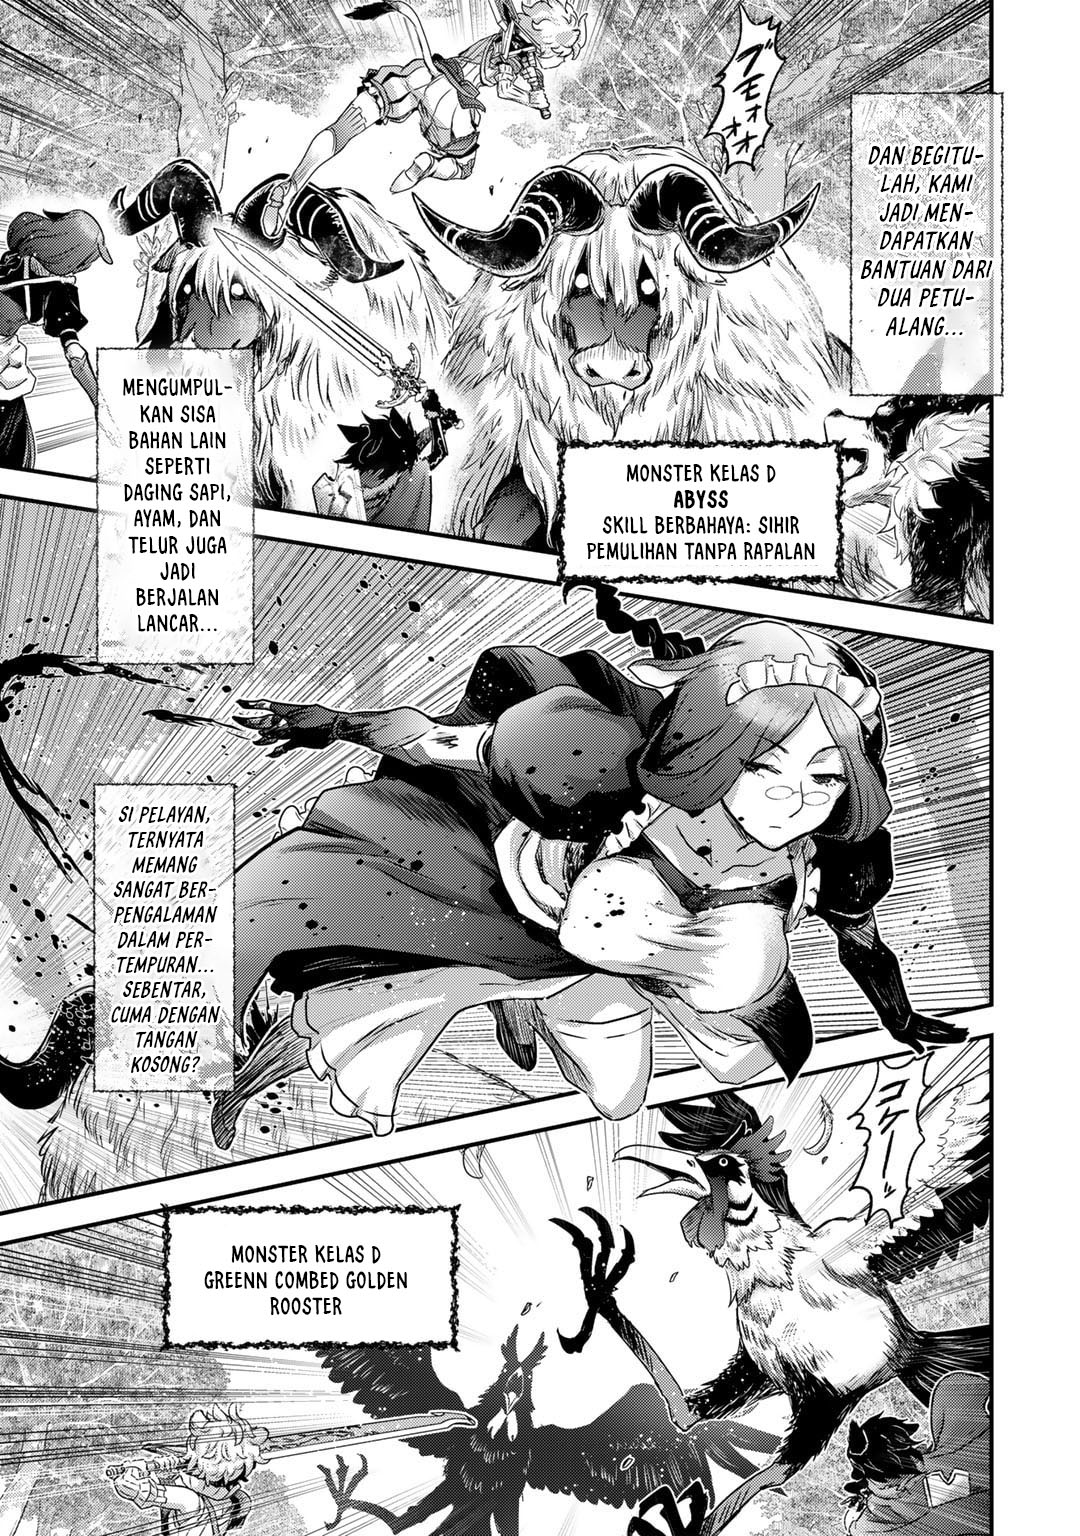 ブモォォォ
DAN BEGITU-
LAH, KAMI
JADI MEN-
DAPATKAN
BANTUAN DARI
DUA PETU-
ALANG...
MONSTER KELAS D
ABYSS
SKILL BERBAHAYA: SIHIR
PEMULIHAN TANPA RAPALAN
MENGUMPUL-
KAN SISA
BAHAN LAIN
SEPERTI
DAGING SAPI,
AYAM, DAN
TELUR JUGA
JADI
BERJALAN
LANCAR...
SI PELAYAN,
TERNYATA
MEMANG
SANGAT BER-
PENGALAMAN
DALAM PER-
TEMPURAN...
SEBENTAR,
CUMA DENGAN
TANGAN
KOSONG?
コケーー!
MONSTER KELAS D
GREENN COMBED GOLDEN
ROOSTER